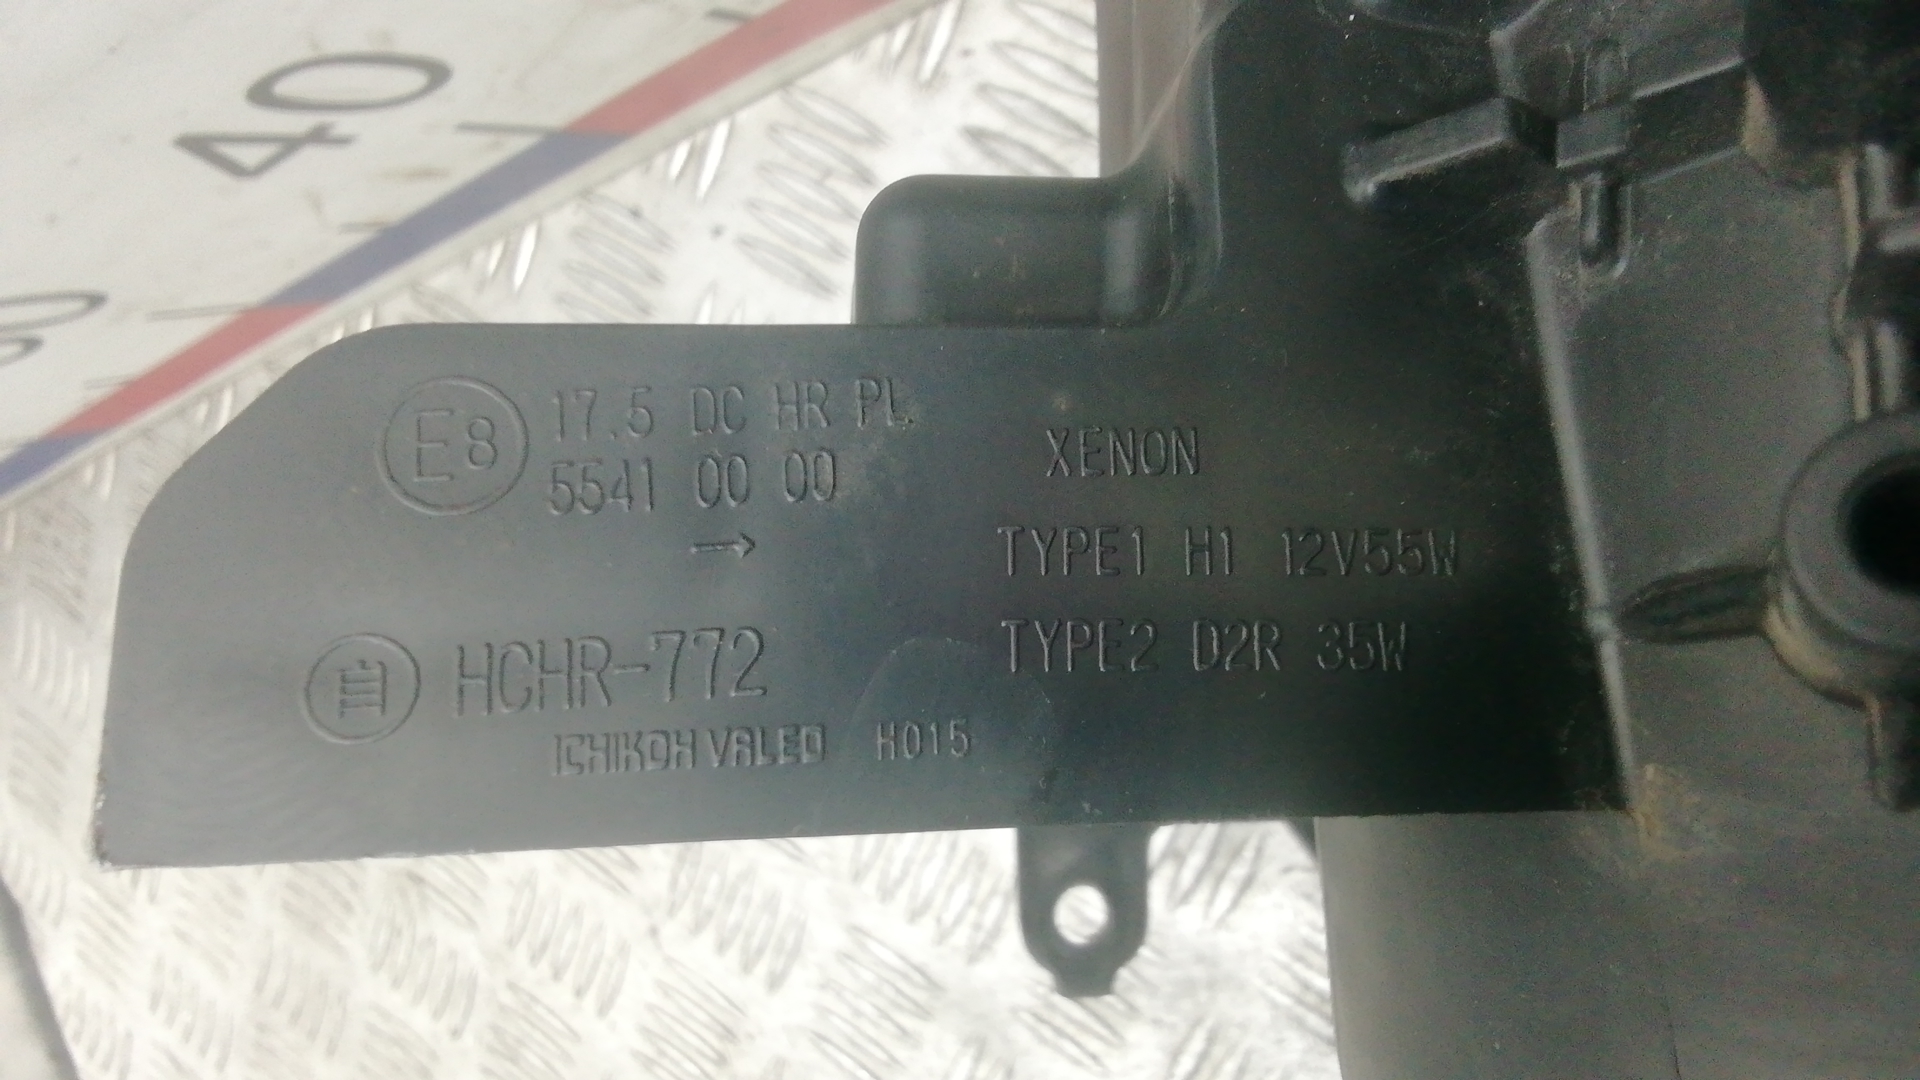 40
E8
17.5 DC HR PL
5541 00 00
→
XENON
TYPE1 H1 12V55W
TYPE2 D2R 35W
HCHR-772
ICHIKOH VALEO H015